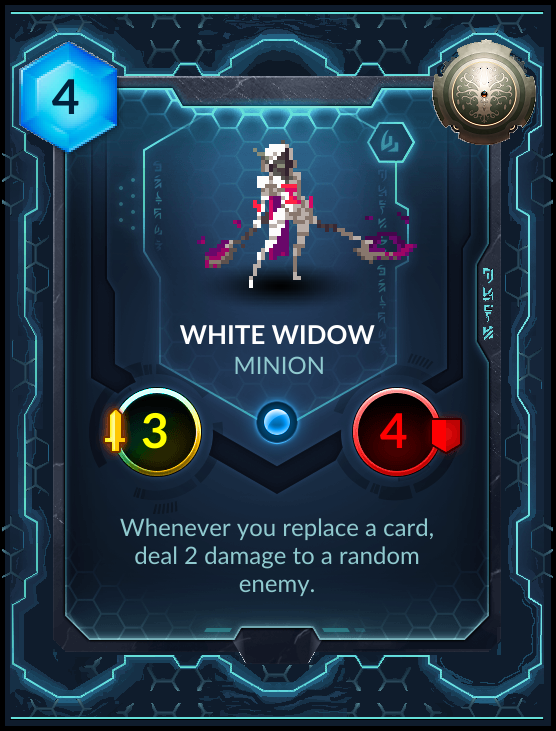 4
WHITE WIDOW
MINION
3
4
Whenever you replace a card,
deal 2 damage to a random
enemy.